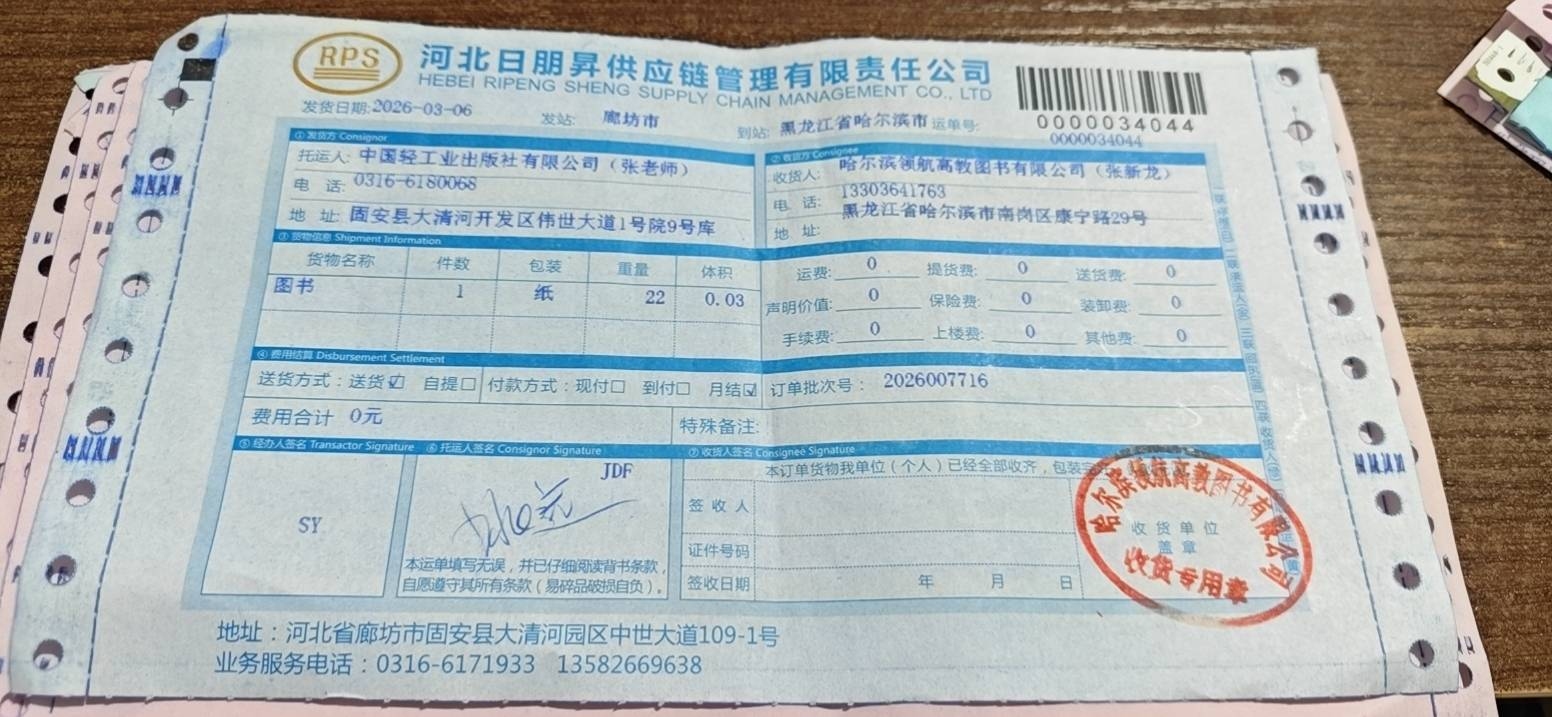 RPS
河北日朋昇供应链管理有限责任公司
HEBEI RIPENG SHENG SUPPLY CHAIN MANAGEMENT CO., LTD
发货日期:2026-03-06 发站: 廊坊市 到站: 黑龙江省哈尔滨市 运单号:
0000034044
0000034044
①发货方 Consignor
托运人: 中国轻工业出版社有限公司（张老师）
电 话: 0316-6180068
地 址: 固安县大清河开发区伟世大道1号院9号库
②收货方 Consignee
收货人: 哈尔滨领航高教图书有限公司（张新龙）
电 话: 13303641763
地 址: 黑龙江省哈尔滨市南岗区康宁路29号
③货物信息 Shipment Information
货物名称 件数 包装 重量 体积
图书 1 纸 22 0.03
运费: 0 提货费: 0 送货费: 0
声明价值: 0 保险费: 0 装卸费: 0
手续费: 0 上楼费: 0 其他费: 0
④费用结算 Disbursement Settlement
送货方式：送货☑ 自提☐ 付款方式：现付☐ 到付☐ 月结☑ 订单批次号： 2026007716
费用合计 0元 特殊备注:
⑤经办人签名 Transactor Signature ⑥托运人签名 Consignor Signature ⑦收货人签名 Consignee Signature
SY
JDF
本运单填写无误，并已仔细阅读背书条款，
自愿遵守其所有条款（易碎品破损自负）。
本订单货物我单位（个人）已经全部收齐，包装
签 收 人
证件号码
签收日期 年 月 日
收 货 单 位
盖 章
哈尔滨领航高教图书有限公司
收货专用章
地址：河北省廊坊市固安县大清河园区中世大道109-1号
业务服务电话：0316-6171933 13582669638